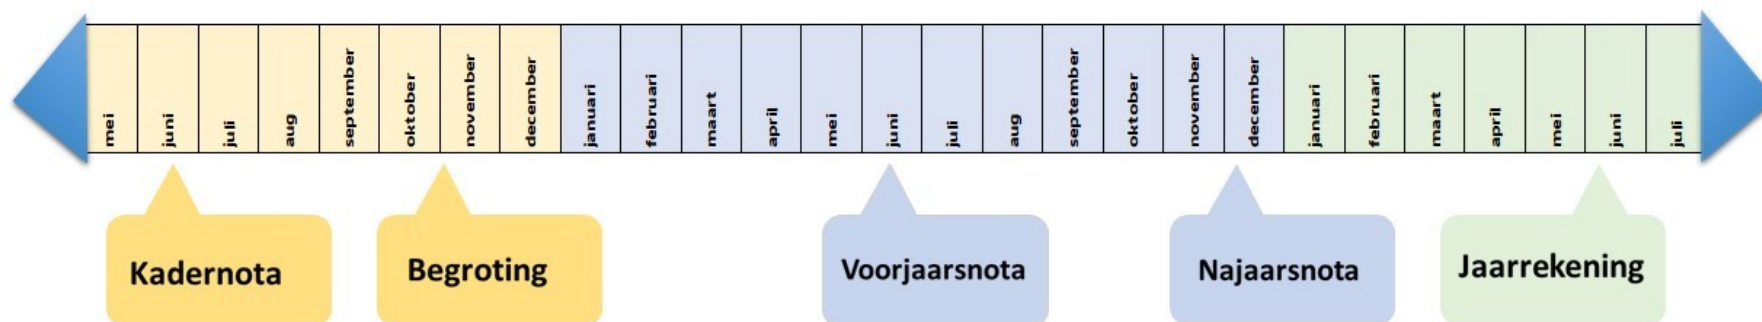 mei
juni
juli
aug
september
oktober
november
december
januari
februari
maart
april
mei
juni
juli
aug
september
oktober
november
december
januari
februari
maart
april
mei
juni
juli
Kadernota
Begroting
Voorjaarsnota
Najaarsnota
Jaarrekening